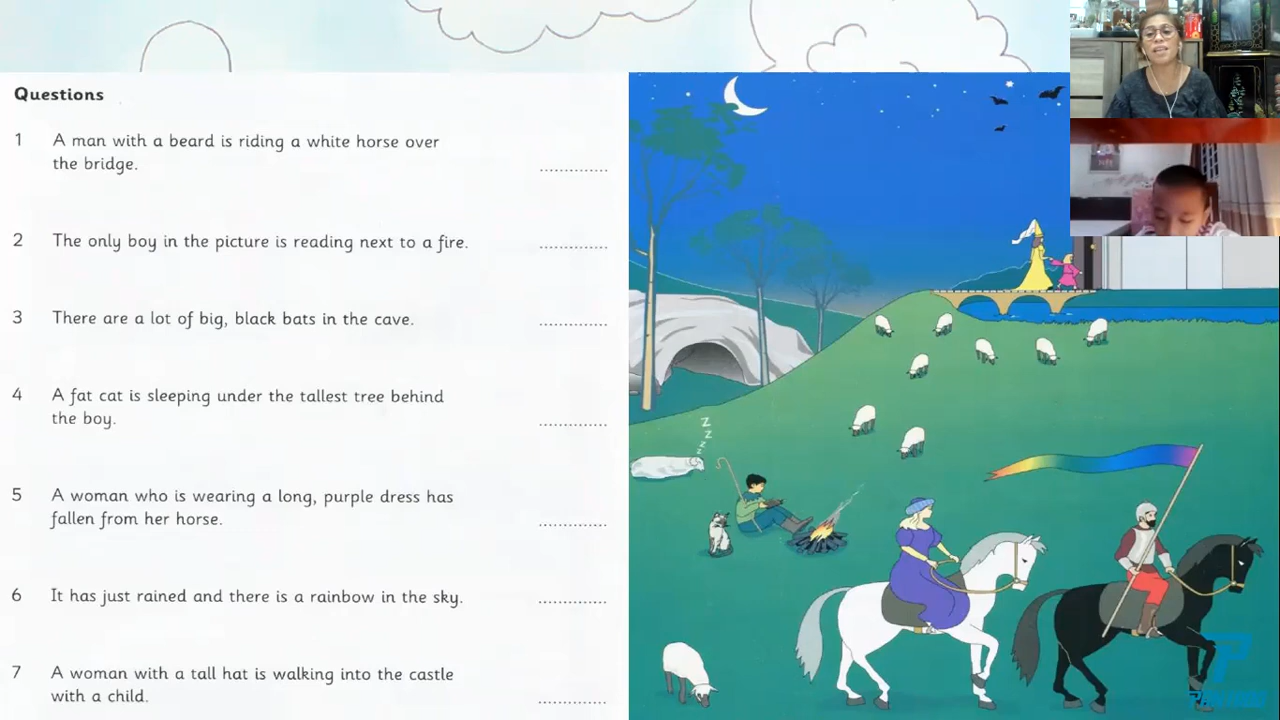 Questions
1 A man with a beard is riding a white horse over
the bridge. ..............
2 The only boy in the picture is reading next to a fire. ..............
3 There are a lot of big, black bats in the cave. ..............
4 A fat cat is sleeping under the tallest tree behind
the boy. ..............
5 A woman who is wearing a long, purple dress has
fallen from her horse. ..............
6 It has just rained and there is a rainbow in the sky. ..............
7 A woman with a tall hat is walking into the castle
with a child. ..............
Z
Z
Z
Z